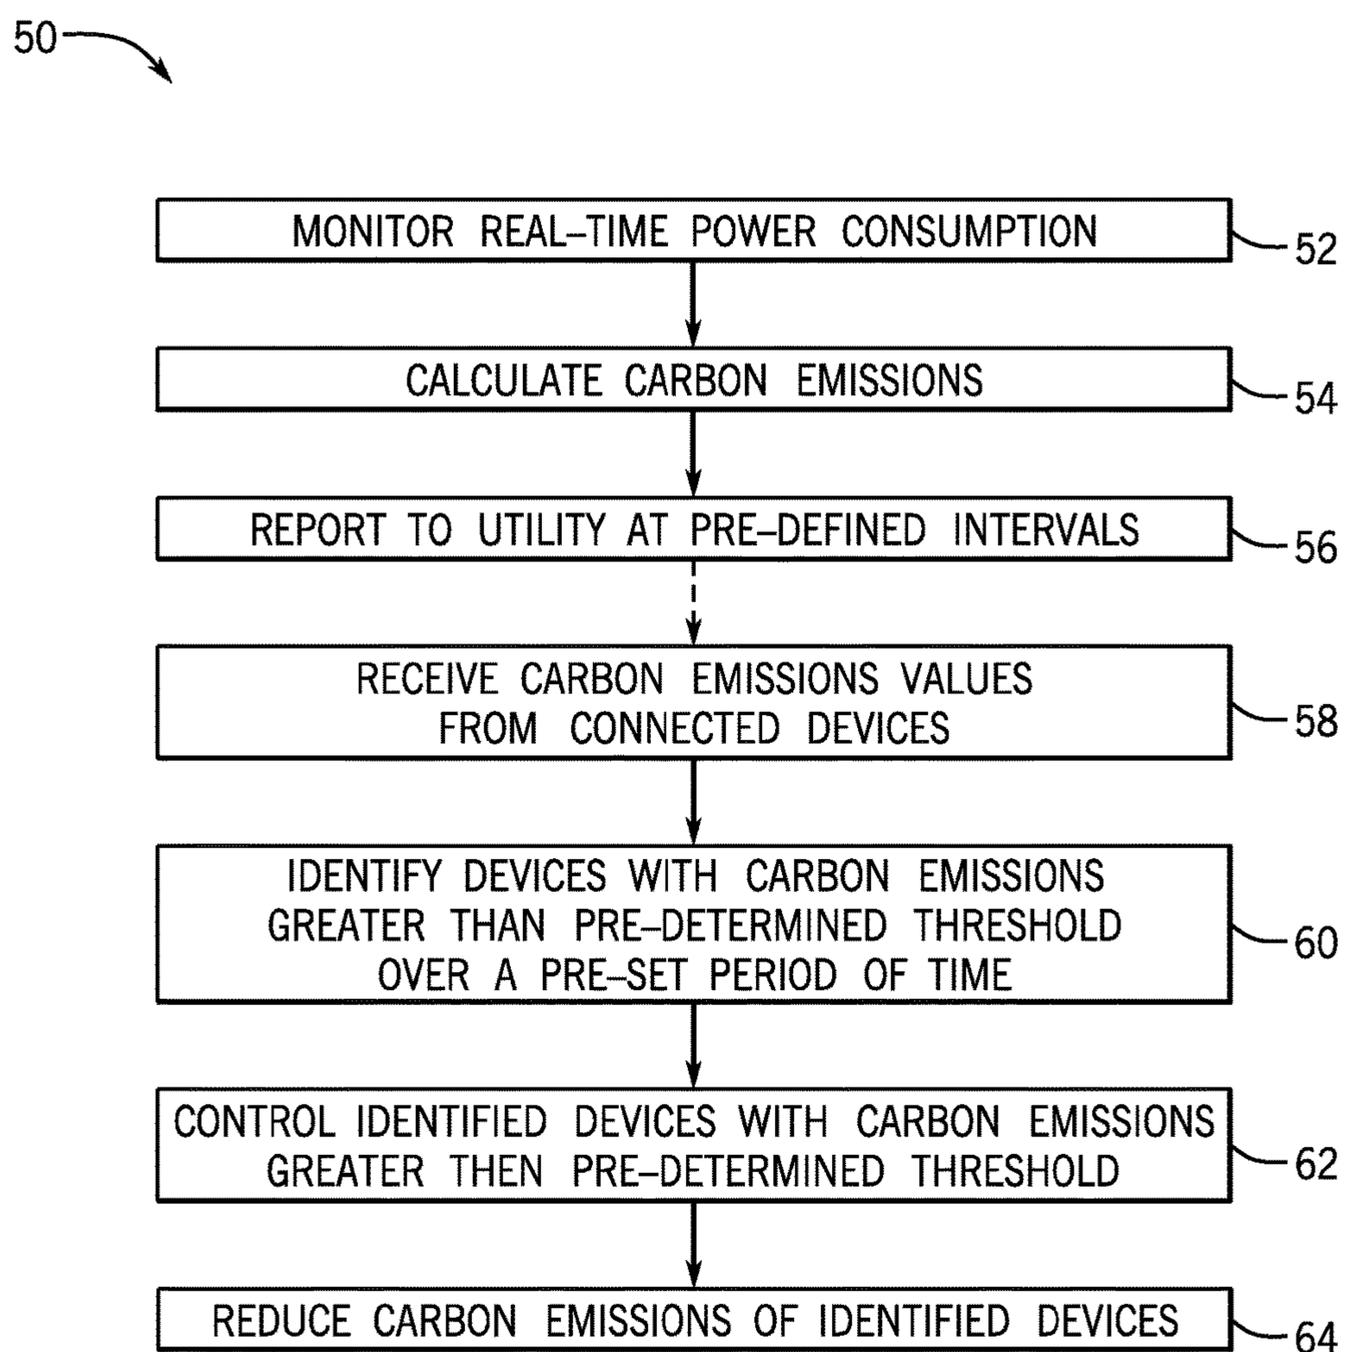 50
MONITOR REAL-TIME POWER CONSUMPTION
52
CALCULATE CARBON EMISSIONS
54
REPORT TO UTILITY AT PRE-DEFINED INTERVALS
56
RECEIVE CARBON EMISSIONS VALUES
FROM CONNECTED DEVICES
58
IDENTIFY DEVICES WITH CARBON EMISSIONS
GREATER THAN PRE-DETERMINED THRESHOLD
OVER A PRE-SET PERIOD OF TIME
60
CONTROL IDENTIFIED DEVICES WITH CARBON EMISSIONS
GREATER THEN PRE-DETERMINED THRESHOLD
62
REDUCE CARBON EMISSIONS OF IDENTIFIED DEVICES
64